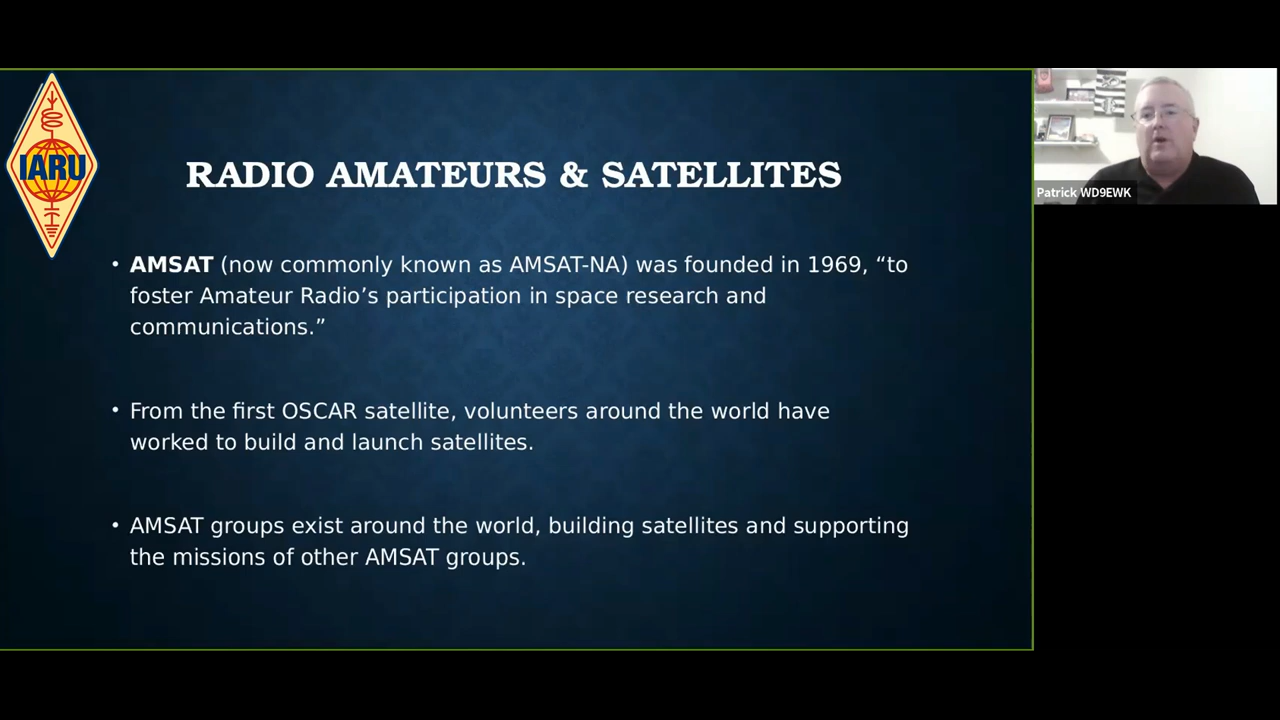 IARU
RADIO AMATEURS & SATELLITES
• AMSAT (now commonly known as AMSAT-NA) was founded in 1969, “to
foster Amateur Radio’s participation in space research and
communications.”
• From the first OSCAR satellite, volunteers around the world have
worked to build and launch satellites.
• AMSAT groups exist around the world, building satellites and supporting
the missions of other AMSAT groups.
Patrick WD9EWK